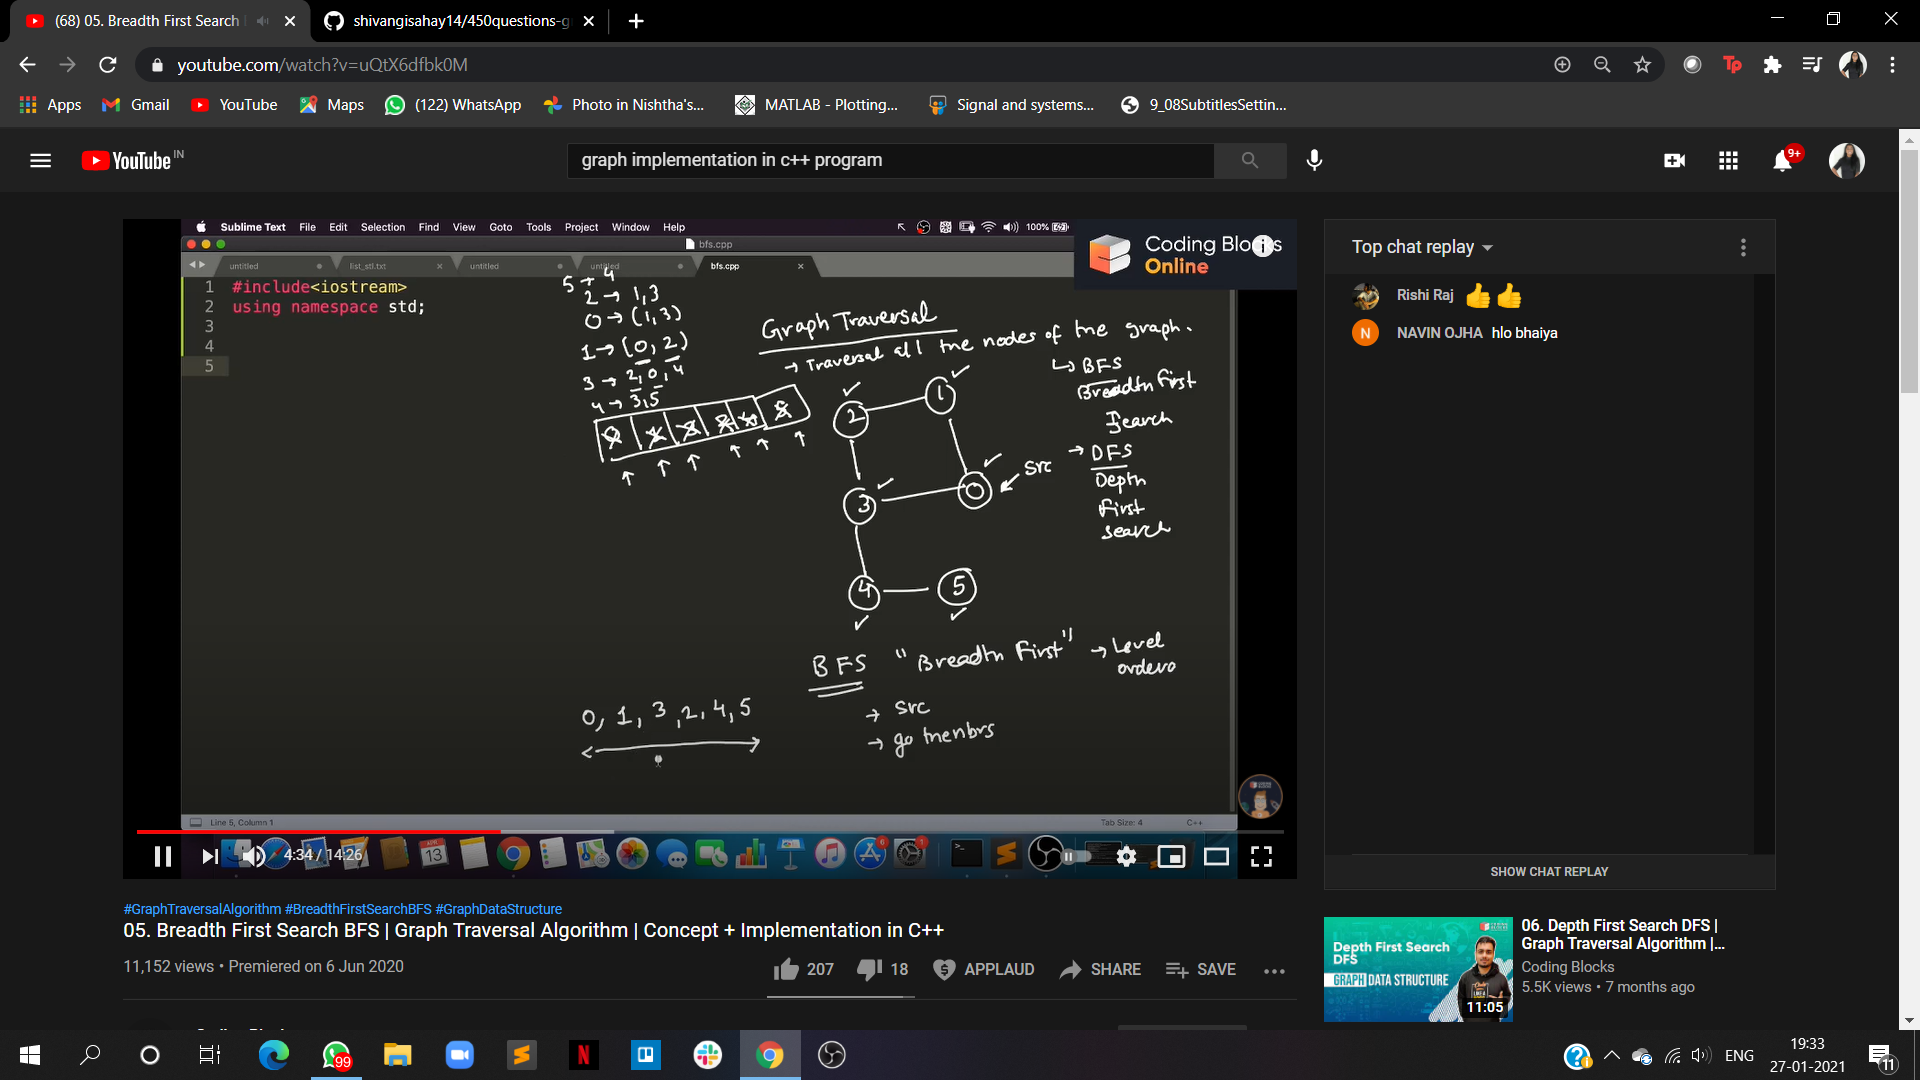 (68) 05. Breadth First Search
shivangisahay14/450questions-g
youtube.com/watch?v=uQtX6dfbk0M
Apps
Gmail
YouTube
Maps
(122) WhatsApp
Photo in Nishtha's...
MATLAB - Plotting...
Signal and systems...
9_08SubtitlesSettin...
YouTube IN
graph implementation in c++ program
9+
Sublime Text File Edit Selection Find View Goto Tools Project Window Help
100%
bfs.cpp
untitled
list_stl.txt
untitled
untitled
bfs.cpp
Coding Blocks
Online
1 #include<iostream>
2 using namespace std;
3
4
5
5 → 4
2 → 1,3
0 → (1,3)
1 → (0, 2)
3 → 2,0,4
4 → 3,5
Graph Traversal
→ Traversal all the nodes of the graph.
↳ BFS
Breadth First
Search
→ DFS
Depth
First
search
2
1
3
0
src
4
5
BFS "Breadth First" → Level
→ src
→ go
0, 1, 3, 2, 4, 5
Line 5, Column 1
Tab Size: 4
C++
13
4:34 / 14:26
#GraphTraversalAlgorithm #BreadthFirstSearchBFS #GraphDataStructure
05. Breadth First Search BFS | Graph Traversal Algorithm | Concept + Implementation in C++
11,152 views • Premiered on 6 Jun 2020
207
18
APPLAUD
SHARE
SAVE
Top chat replay
Rishi Raj 👍👍
N
NAVIN OJHA hlo bhaiya
SHOW CHAT REPLAY
Depth First Search
DFS
GRAPH DATA STRUCTURE
11:05
06. Depth First Search DFS |
Graph Traversal Algorithm |...
Coding Blocks
5.5K views • 7 months ago
99
ENG
19:33
27-01-2021
11